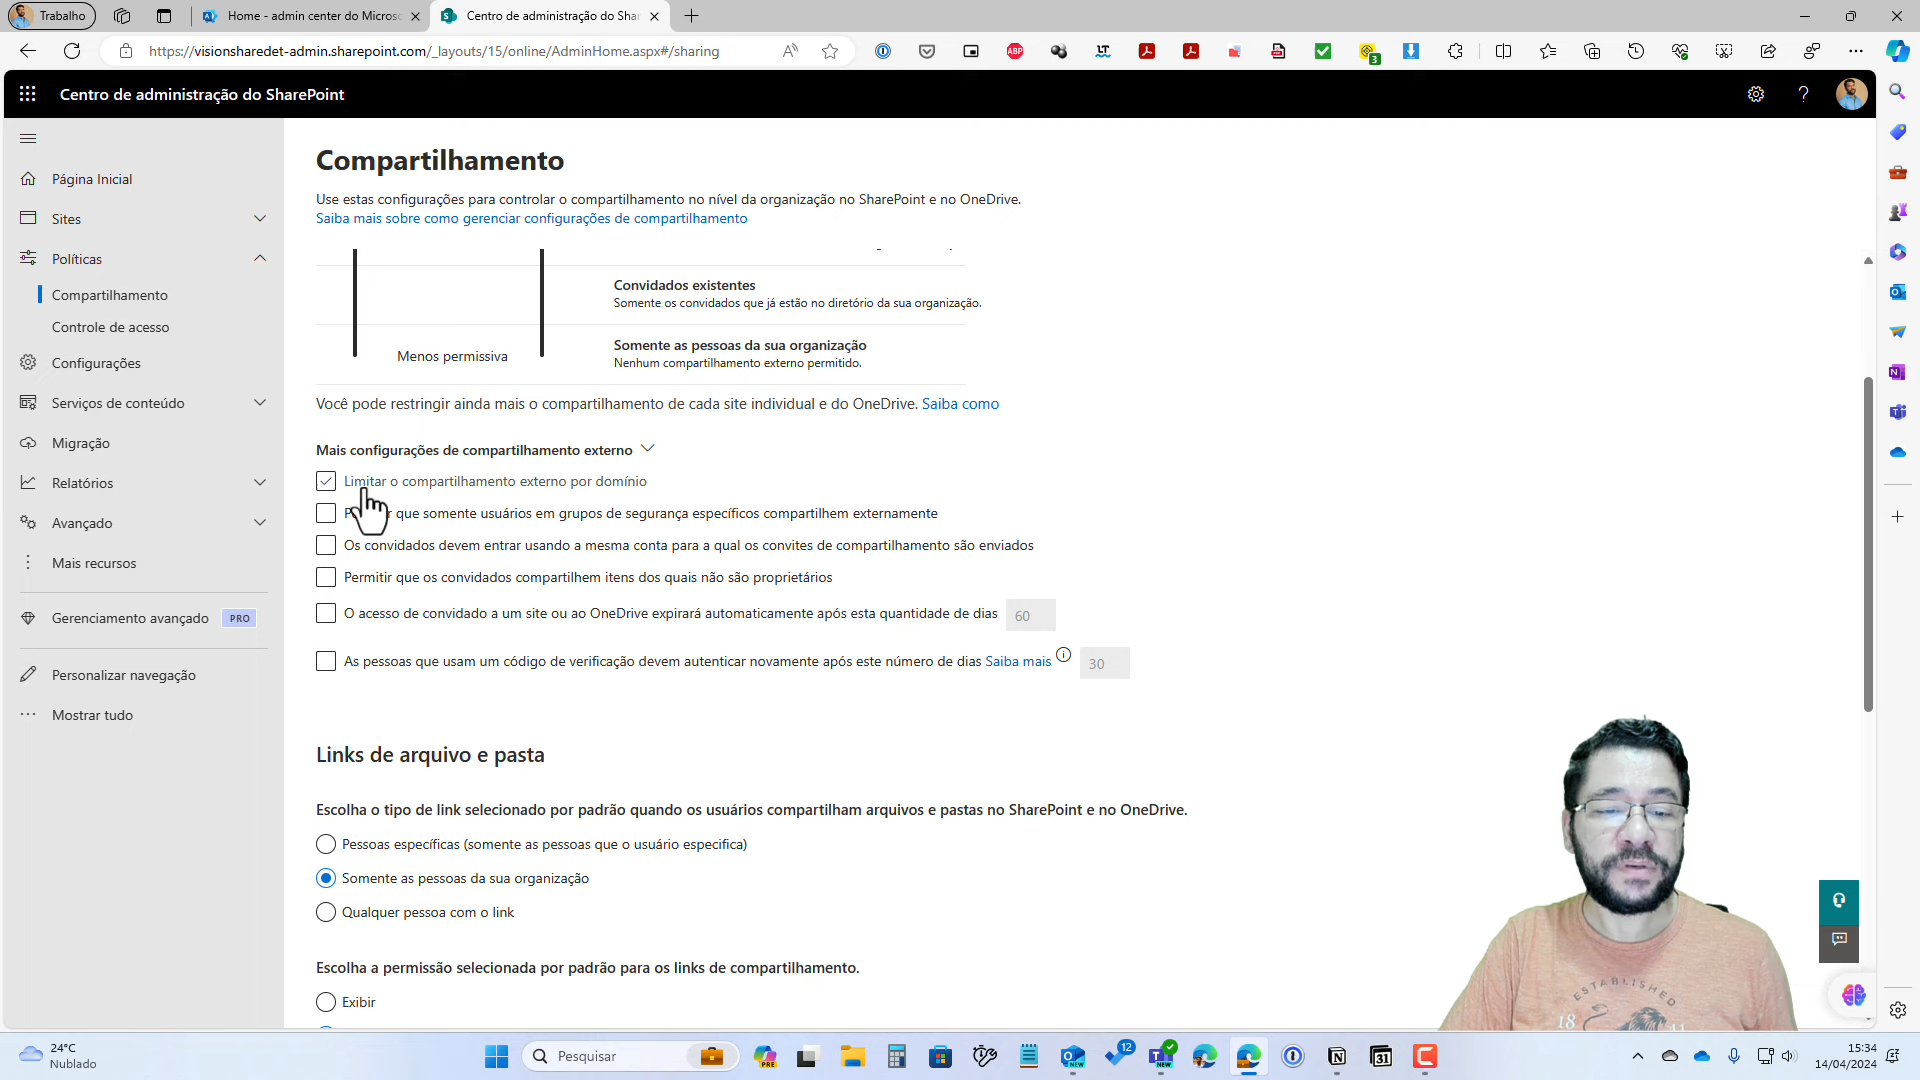 Trabalho
Home - admin center do Microsc
Centro de administração do Shar
https://visionsharedet-admin.sharepoint.com/_layouts/15/online/AdminHome.aspx#/sharing
ABP
LT
3
Centro de administração do SharePoint
Página Inicial
Sites
Políticas
Compartilhamento
Controle de acesso
Configurações
Serviços de conteúdo
Migração
Relatórios
Avançado
Mais recursos
Gerenciamento avançado PRO
Personalizar navegação
Mostrar tudo
Compartilhamento
Use estas configurações para controlar o compartilhamento no nível da organização no SharePoint e no OneDrive.
Saiba mais sobre como gerenciar configurações de compartilhamento
Convidados existentes
Somente os convidados que já estão no diretório da sua organização.
Menos permissiva
Somente as pessoas da sua organização
Nenhum compartilhamento externo permitido.
Você pode restringir ainda mais o compartilhamento de cada site individual e do OneDrive. Saiba como
Mais configurações de compartilhamento externo
Limitar o compartilhamento externo por domínio
que somente usuários em grupos de segurança específicos compartilhem externamente
Os convidados devem entrar usando a mesma conta para a qual os convites de compartilhamento são enviados
Permitir que os convidados compartilhem itens dos quais não são proprietários
O acesso de convidado a um site ou ao OneDrive expirará automaticamente após esta quantidade de dias 60
As pessoas que usam um código de verificação devem autenticar novamente após este número de dias Saiba mais 30
Links de arquivo e pasta
Escolha o tipo de link selecionado por padrão quando os usuários compartilham arquivos e pastas no SharePoint e no OneDrive.
Pessoas específicas (somente as pessoas que o usuário especifica)
Somente as pessoas da sua organização
Qualquer pessoa com o link
Escolha a permissão selecionada por padrão para os links de compartilhamento.
Exibir
ESTABLISHED
18
24°C
Nublado
Pesquisar
PRE
NEW
12
NEW
31
15:34
14/04/2024